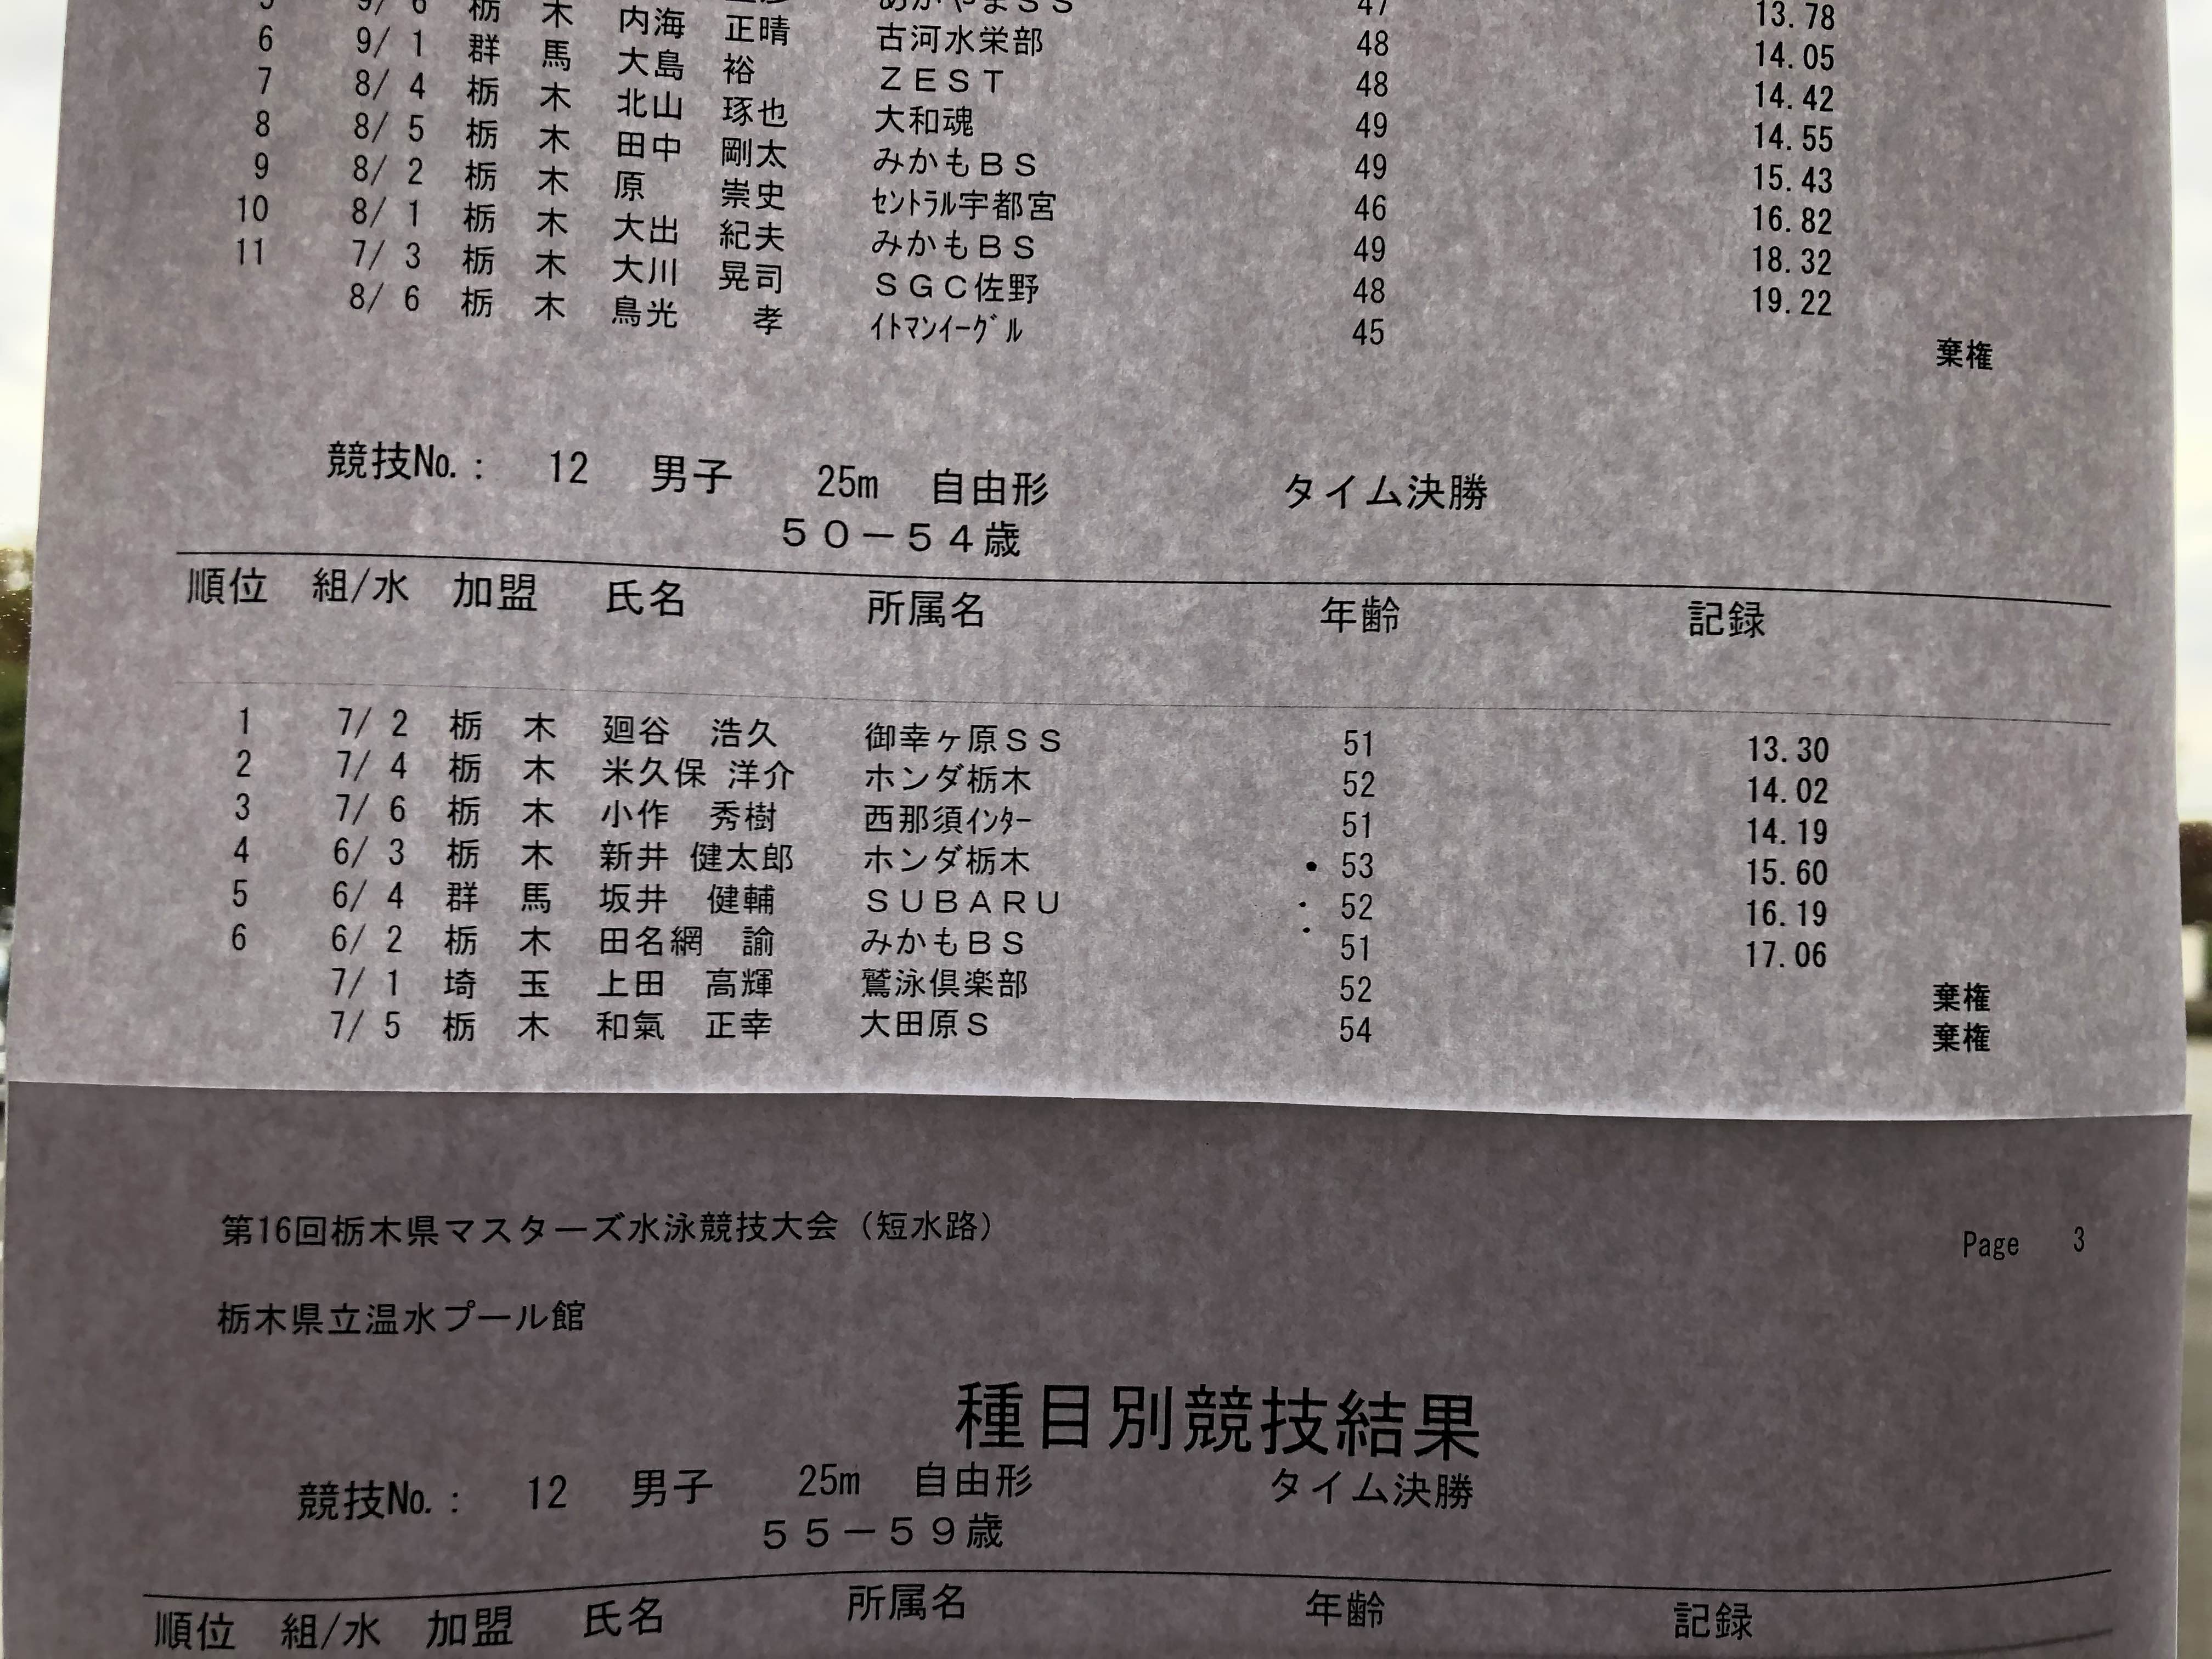 5 9/ 6 栃 木 内海 正晴 古河水栄部 48 14.05
6 9/ 1 群 馬 大島 裕 ＺＥＳＴ 48 14.42
7 8/ 4 栃 木 北山 琢也 大和魂 49 14.55
8 8/ 5 栃 木 田中 剛太 みかもＢＳ 49 15.43
9 8/ 2 栃 木 原 崇史 ｾﾝﾄﾗﾙ宇都宮 46 16.82
10 8/ 1 栃 木 大出 紀夫 みかもＢＳ 49 18.32
11 7/ 3 栃 木 大川 晃司 ＳＧＣ佐野 48 19.22
8/ 6 栃 木 鳥光 孝 ｲﾄﾏﾝｲｰｸﾞﾙ 45 棄権
競技No.： 12 男子 25m 自由形 タイム決勝
５０－５４歳
順位 組/水 加盟 氏名 所属名 年齢 記録
1 7/ 2 栃 木 廻谷 浩久 御幸ヶ原ＳＳ 51 13.30
2 7/ 4 栃 木 米久保 洋介 ホンダ栃木 52 14.02
3 7/ 6 栃 木 小作 秀樹 西那須ｲﾝﾀｰ 51 14.19
4 6/ 3 栃 木 新井 健太郎 ホンダ栃木 53 15.60
5 6/ 4 群 馬 坂井 健輔 ＳＵＢＡＲＵ 52 16.19
6 6/ 2 栃 木 田名網 諭 みかもＢＳ 51 17.06
7/ 1 埼 玉 上田 高輝 鷲泳倶楽部 52 棄権
7/ 5 栃 木 和氣 正幸 大田原Ｓ 54 棄権
第16回栃木県マスターズ水泳競技大会（短水路） Page 3
栃木県立温水プール館
種目別競技結果
競技No.： 12 男子 25m 自由形 タイム決勝
５５－５９歳
順位 組/水 加盟 氏名 所属名 年齢 記録